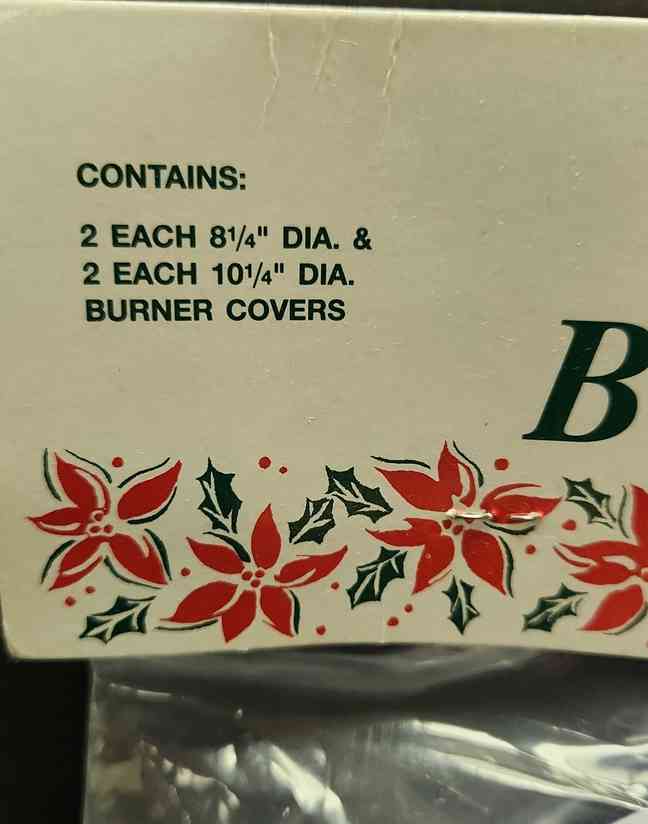 CONTAINS:
2 EACH 8¹/₄" DIA. &
2 EACH 10¹/₄" DIA.
BURNER COVERS
B